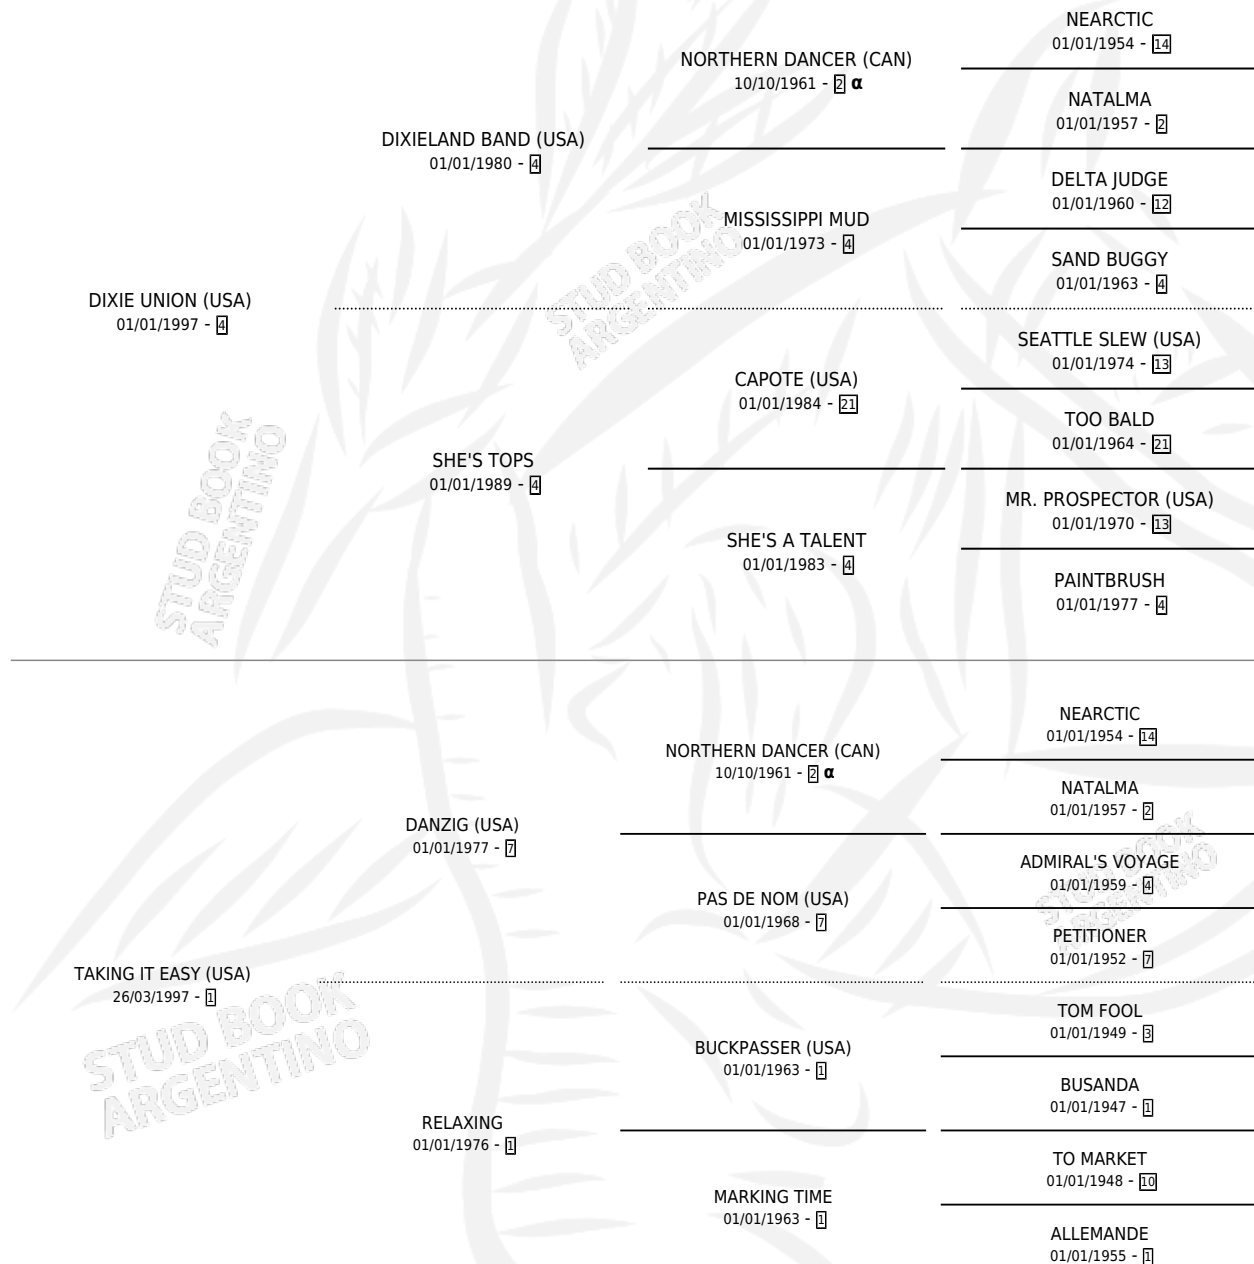 NEARCTIC
01/01/1954 - 14
NORTHERN DANCER (CAN)
10/10/1961 - 2 α
NATALMA
01/01/1957 - 2
DIXIELAND BAND (USA)
01/01/1980 - 4
DELTA JUDGE
01/01/1960 - 12
MISSISSIPPI MUD
01/01/1973 - 4
SAND BUGGY
01/01/1963 - 4
STUD BOOK
ARGENTINO
DIXIE UNION (USA)
01/01/1997 - 4
SEATTLE SLEW (USA)
01/01/1974 - 13
CAPOTE (USA)
01/01/1984 - 21
TOO BALD
01/01/1964 - 21
SHE'S TOPS
01/01/1989 - 4
MR. PROSPECTOR (USA)
01/01/1970 - 13
SHE'S A TALENT
01/01/1983 - 4
PAINTBRUSH
01/01/1977 - 4
STUD BOOK
ARGENTINO
NEARCTIC
01/01/1954 - 14
NORTHERN DANCER (CAN)
10/10/1961 - 2 α
NATALMA
01/01/1957 - 2
DANZIG (USA)
01/01/1977 - 7
ADMIRAL'S VOYAGE
01/01/1959 - 4
STUD BOOK
ARGENTINO
PAS DE NOM (USA)
01/01/1968 - 7
PETITIONER
01/01/1952 - 7
TAKING IT EASY (USA)
26/03/1997 - 1
STUD BOOK
ARGENTINO
TOM FOOL
01/01/1949 - 3
BUCKPASSER (USA)
01/01/1963 - 1
BUSANDA
01/01/1947 - 1
RELAXING
01/01/1976 - 1
TO MARKET
01/01/1948 - 10
MARKING TIME
01/01/1963 - 1
ALLEMANDE
01/01/1955 - 1